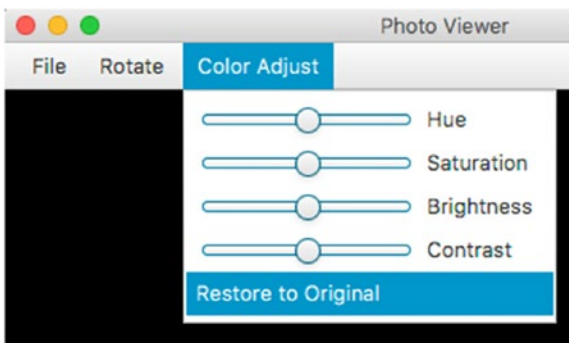 Photo Viewer
File Rotate Color Adjust
Hue
Saturation
Brightness
Contrast
Restore to Original